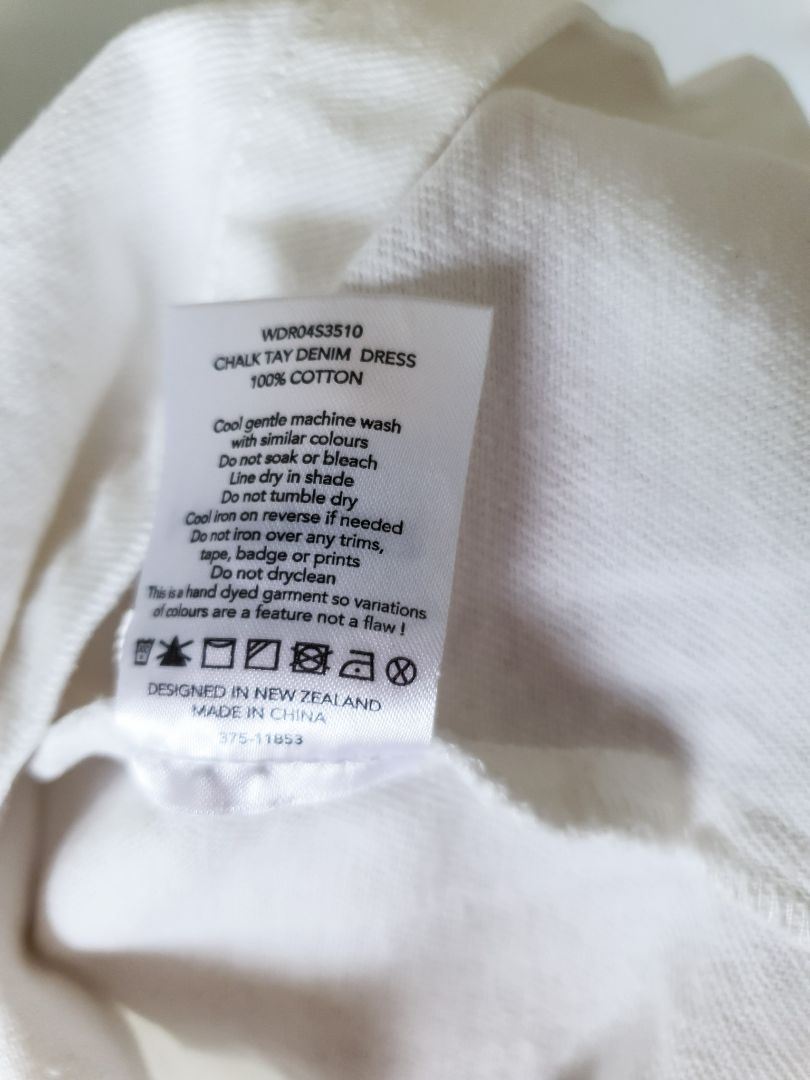 WDR04S3510
CHALK TAY DENIM DRESS
100% COTTON
Cool gentle machine wash
with similar colours
Do not soak or bleach
Line dry in shade
Do not tumble dry
Cool iron on reverse if needed
Do not iron over any trims,
tape, badge or prints
Do not dryclean
This is a hand dyed garment so variations
of colours are a feature not a flaw !
DESIGNED IN NEW ZEALAND
MADE IN CHINA
375-11853